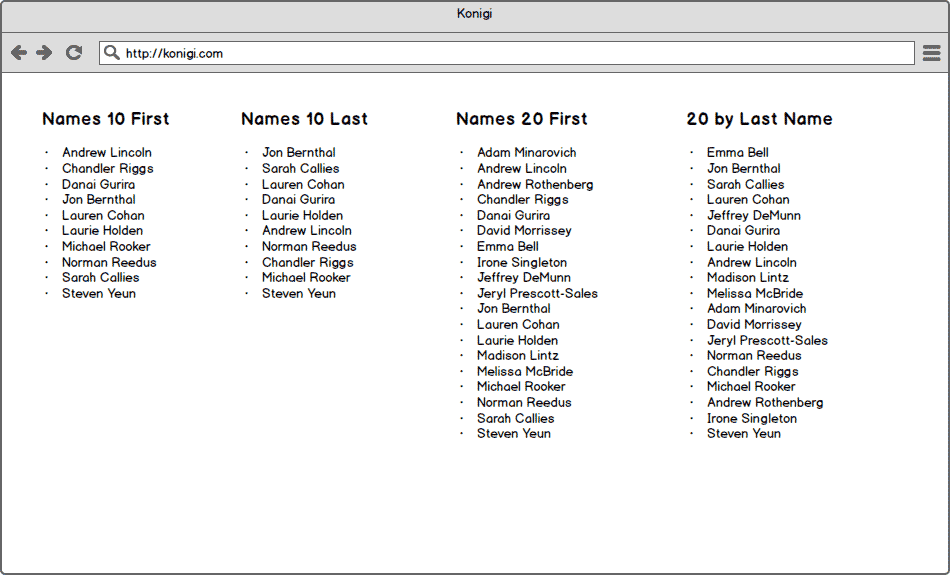 Konigi
http://konigi.com
Names 10 First
· Andrew Lincoln
· Chandler Riggs
· Danai Gurira
· Jon Bernthal
· Lauren Cohan
· Laurie Holden
· Michael Rooker
· Norman Reedus
· Sarah Callies
· Steven Yeun
Names 10 Last
· Jon Bernthal
· Sarah Callies
· Lauren Cohan
· Danai Gurira
· Laurie Holden
· Andrew Lincoln
· Norman Reedus
· Chandler Riggs
· Michael Rooker
· Steven Yeun
Names 20 First
· Adam Minarovich
· Andrew Lincoln
· Andrew Rothenberg
· Chandler Riggs
· Danai Gurira
· David Morrissey
· Emma Bell
· Irone Singleton
· Jeffrey DeMunn
· Jeryl Prescott-Sales
· Jon Bernthal
· Lauren Cohan
· Laurie Holden
· Madison Lintz
· Melissa McBride
· Michael Rooker
· Norman Reedus
· Sarah Callies
· Steven Yeun
20 by Last Name
· Emma Bell
· Jon Bernthal
· Sarah Callies
· Lauren Cohan
· Jeffrey DeMunn
· Danai Gurira
· Laurie Holden
· Andrew Lincoln
· Madison Lintz
· Melissa McBride
· Adam Minarovich
· David Morrissey
· Jeryl Prescott-Sales
· Norman Reedus
· Chandler Riggs
· Michael Rooker
· Andrew Rothenberg
· Irone Singleton
· Steven Yeun